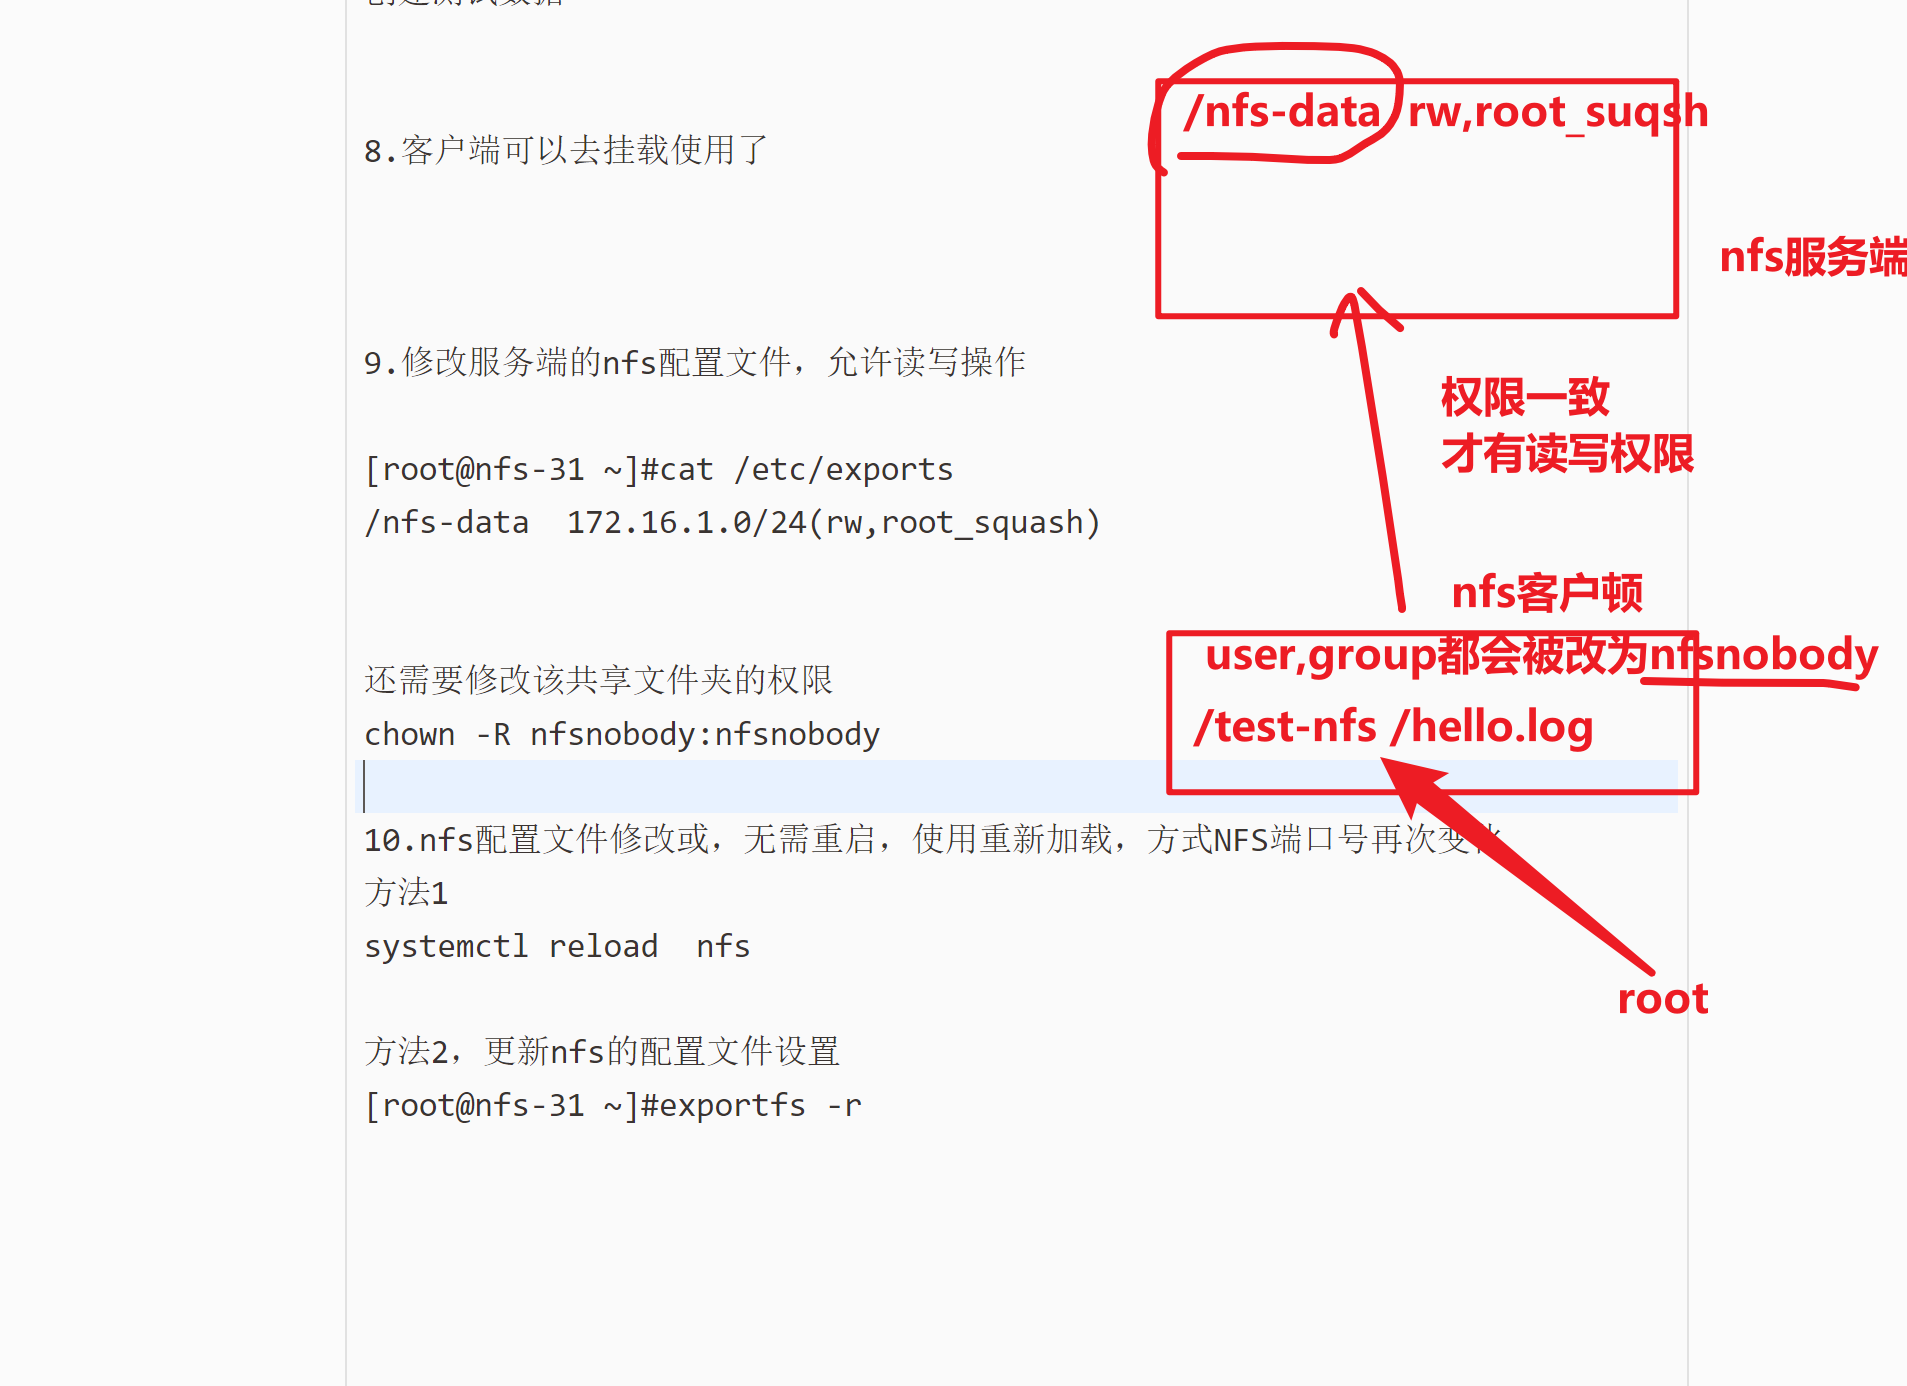 创建测试数据
/nfs-data rw,root_suqsh
8.客户端可以去挂载使用了
nfs服务端
9.修改服务端的nfs配置文件，允许读写操作
权限一致
才有读写权限
[root@nfs-31 ~]#cat /etc/exports
/nfs-data  172.16.1.0/24(rw,root_squash)
nfs客户顿
user,group都会被改为nfsnobody
还需要修改该共享文件夹的权限
/test-nfs /hello.log
chown -R nfsnobody:nfsnobody
10.nfs配置文件修改或，无需重启，使用重新加载，方式NFS端口号再次变化
方法1
systemctl reload  nfs
root
方法2，更新nfs的配置文件设置
[root@nfs-31 ~]#exportfs -r